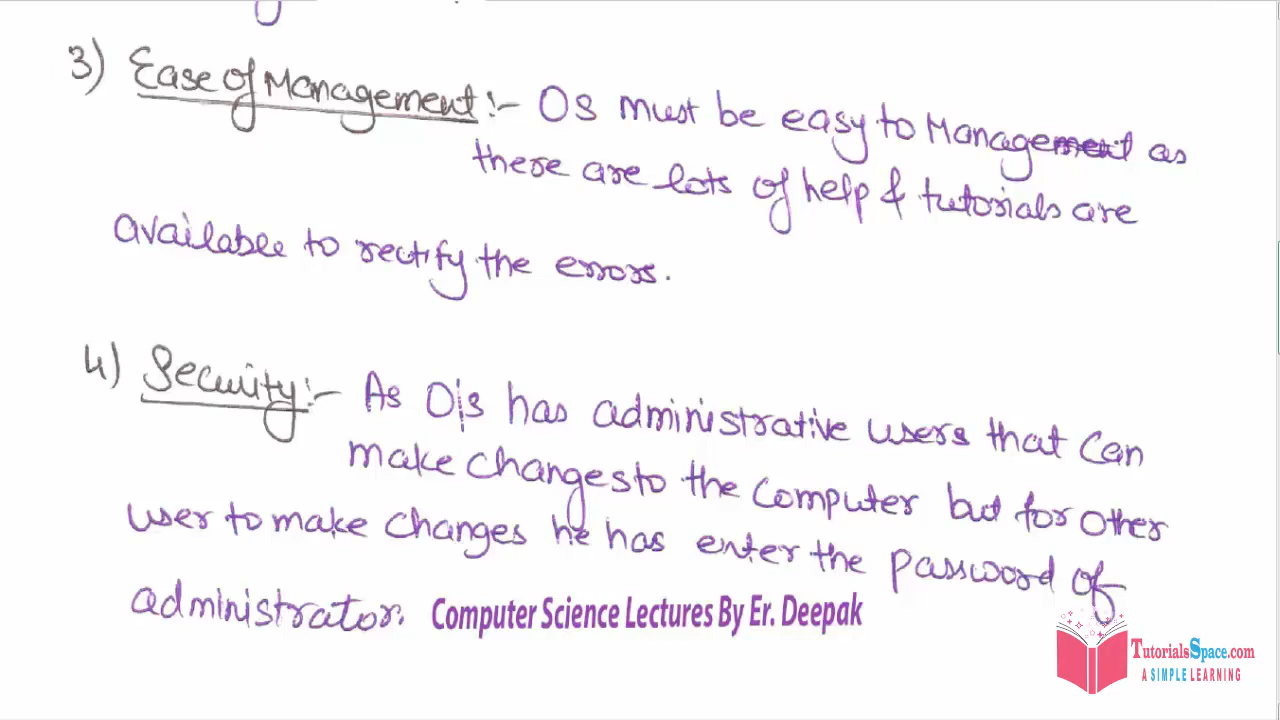 3) Ease of Management :- OS must be easy to Management as
there are lots of help & tutorials are
available to rectify the errors.
4) Security :- As O.S has administrative users that can
make changes to the computer but for other
user to make changes he has enter the password of
administrator. Computer Science Lectures By Er. Deepak
TutorialsSpace.com
A SIMPLE LEARNING